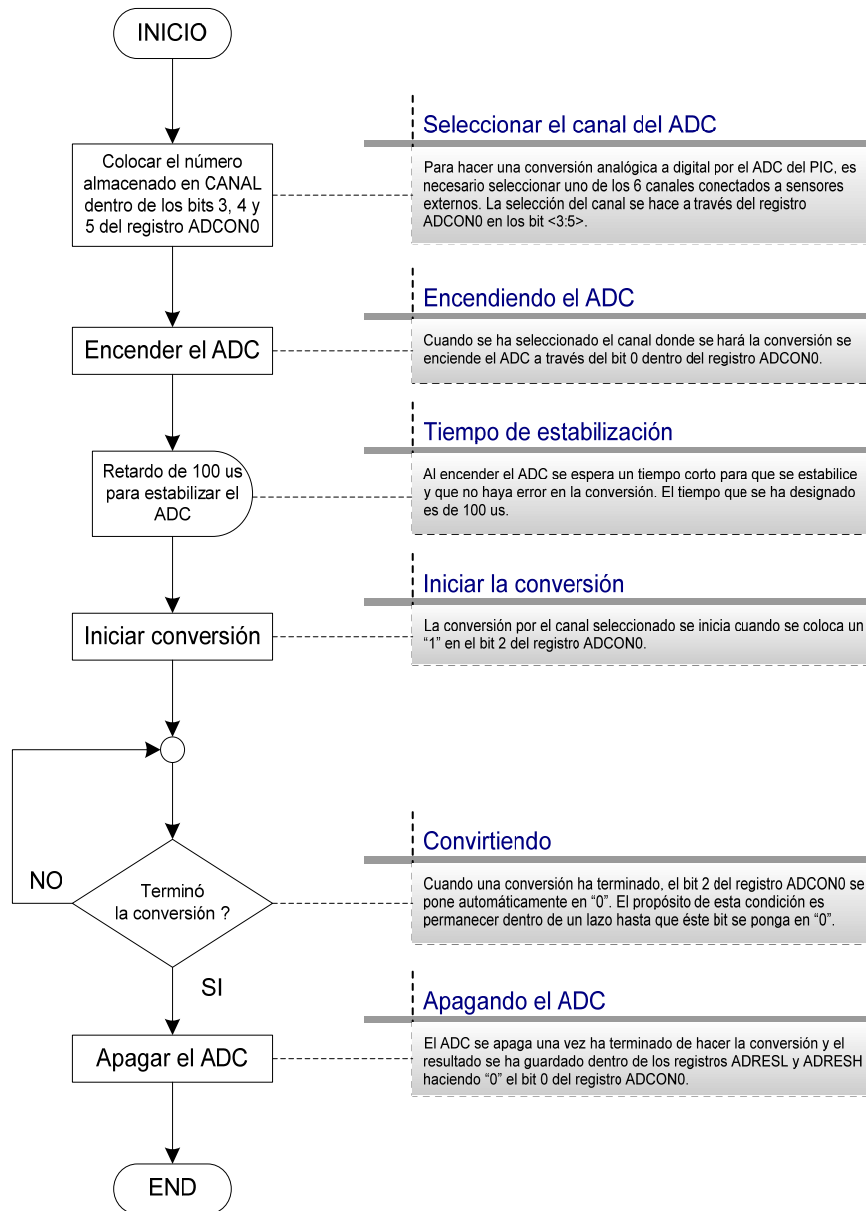 INICIO
Colocar el número
almacenado en CANAL
dentro de los bits 3, 4 y
5 del registro ADCON0
Seleccionar el canal del ADC
Para hacer una conversión analógica a digital por el ADC del PIC, es
necesario seleccionar uno de los 6 canales conectados a sensores
externos. La selección del canal se hace a través del registro
ADCON0 en los bit <3:5>.
Encender el ADC
Encendiendo el ADC
Cuando se ha seleccionado el canal donde se hará la conversión se
enciende el ADC a través del bit 0 dentro del registro ADCON0.
Retardo de 100 us
para estabilizar el
ADC
Tiempo de estabilización
Al encender el ADC se espera un tiempo corto para que se estabilice
y que no haya error en la conversión. El tiempo que se ha designado
es de 100 us.
Iniciar conversión
Iniciar la conversión
La conversión por el canal seleccionado se inicia cuando se coloca un
“1” en el bit 2 del registro ADCON0.
NO
Terminó
la conversión ?
SI
Convirtiendo
Cuando una conversión ha terminado, el bit 2 del registro ADCON0 se
pone automáticamente en “0”. El propósito de esta condición es
permanecer dentro de un lazo hasta que éste bit se ponga en “0”.
Apagar el ADC
Apagando el ADC
El ADC se apaga una vez ha terminado de hacer la conversión y el
resultado se ha guardado dentro de los registros ADRESL y ADRESH
haciendo “0” el bit 0 del registro ADCON0.
END